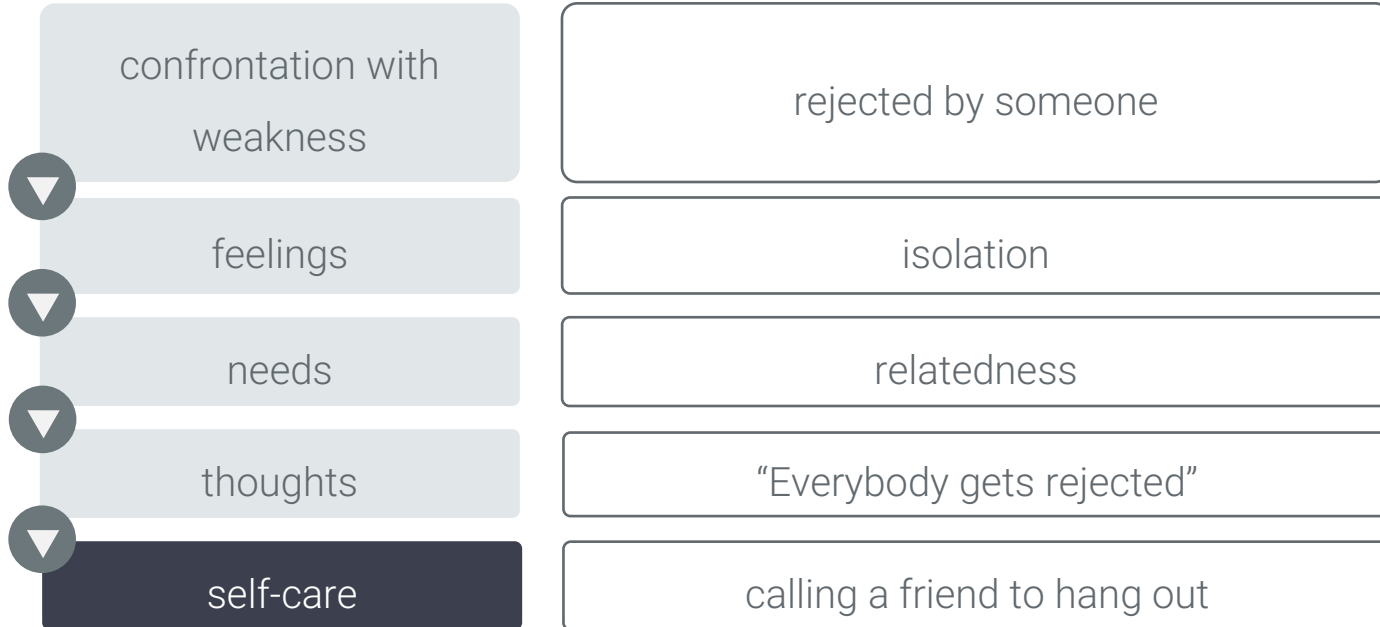 confrontation with
weakness
rejected by someone
feelings
isolation
needs
relatedness
thoughts
“Everybody gets rejected”
self-care
calling a friend to hang out